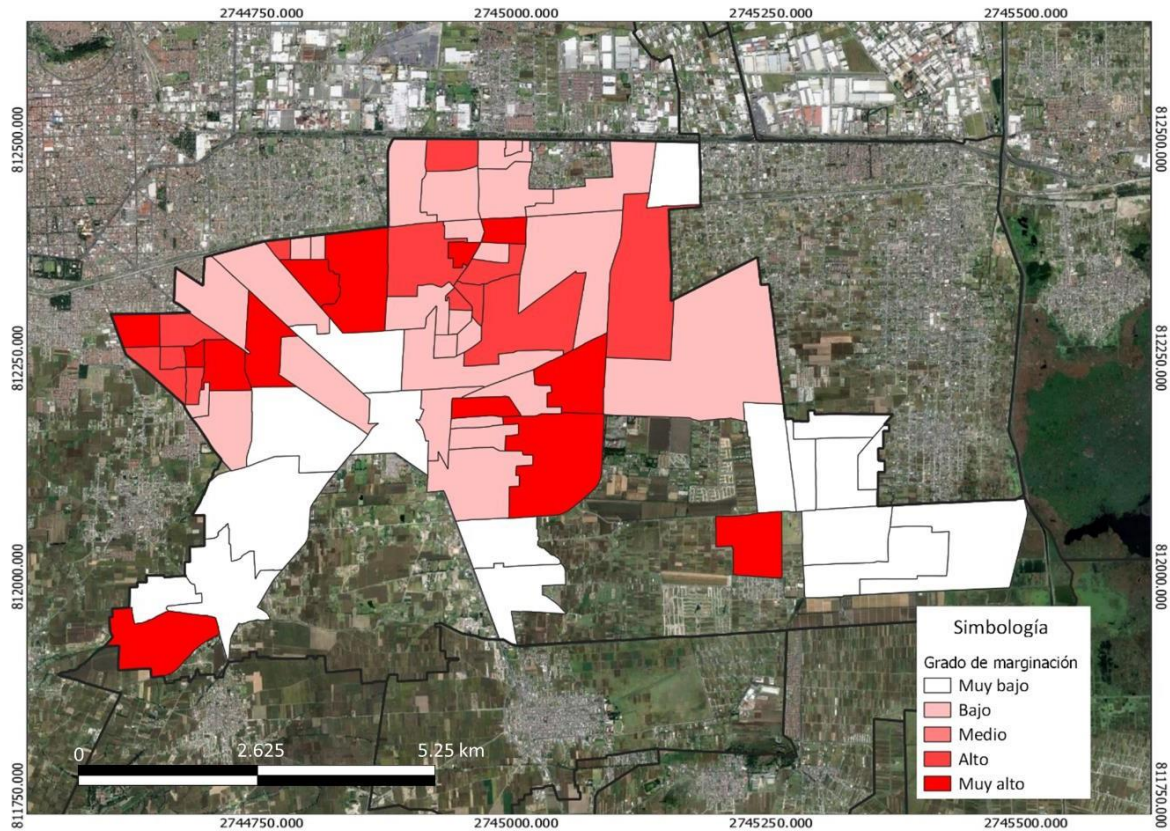 2744750.000 2745000.000 2745250.000 2745500.000
812500.000 812500.000
812250.000 812250.000
812000.000 812000.000
Simbología
Grado de marginación
Muy bajo
Bajo
Medio
Alto
Muy alto
0 2.625 5.25 km
811750.000 811750.000
2744750.000 2745000.000 2745250.000 2745500.000